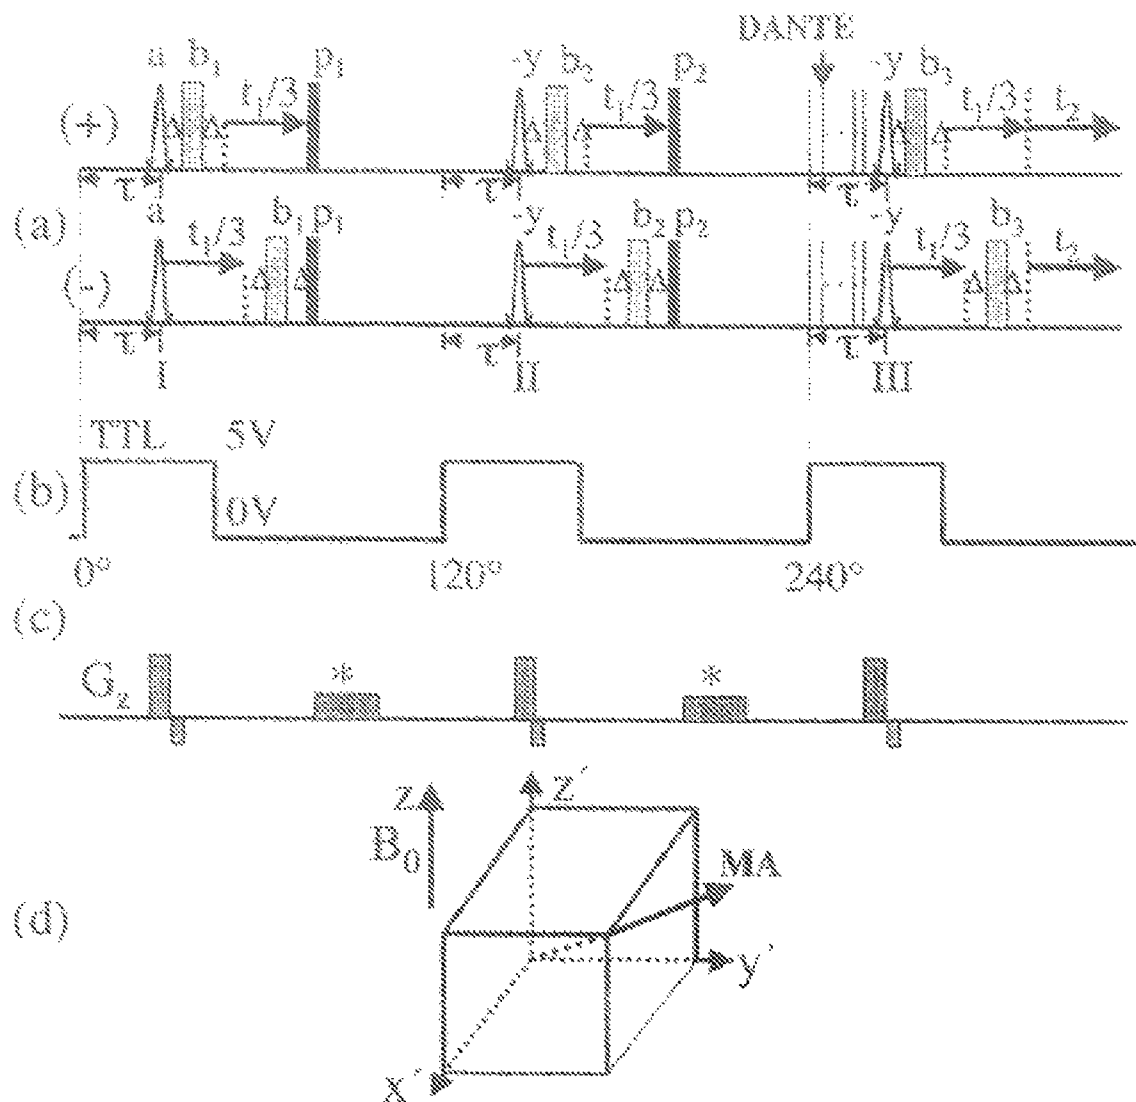 DANTE
a b₁ p₁ -y b₂ p₂ -y b₃
(+) Δ Δ t₁/3 Δ Δ t₁/3 Δ Δ t₁/3 t₂
τ τ τ
(a)
a b₁ p₁ -y b₂ p₂ -y b₃
(-) t₁/3 Δ Δ t₁/3 Δ Δ t₁/3 Δ Δ t₂
τ τ τ
I II III
TTL 5V
(b)
0V
0° 120° 240°
(c)
G₂ * *
z z´
B₀
MA
(d)
y´
x´